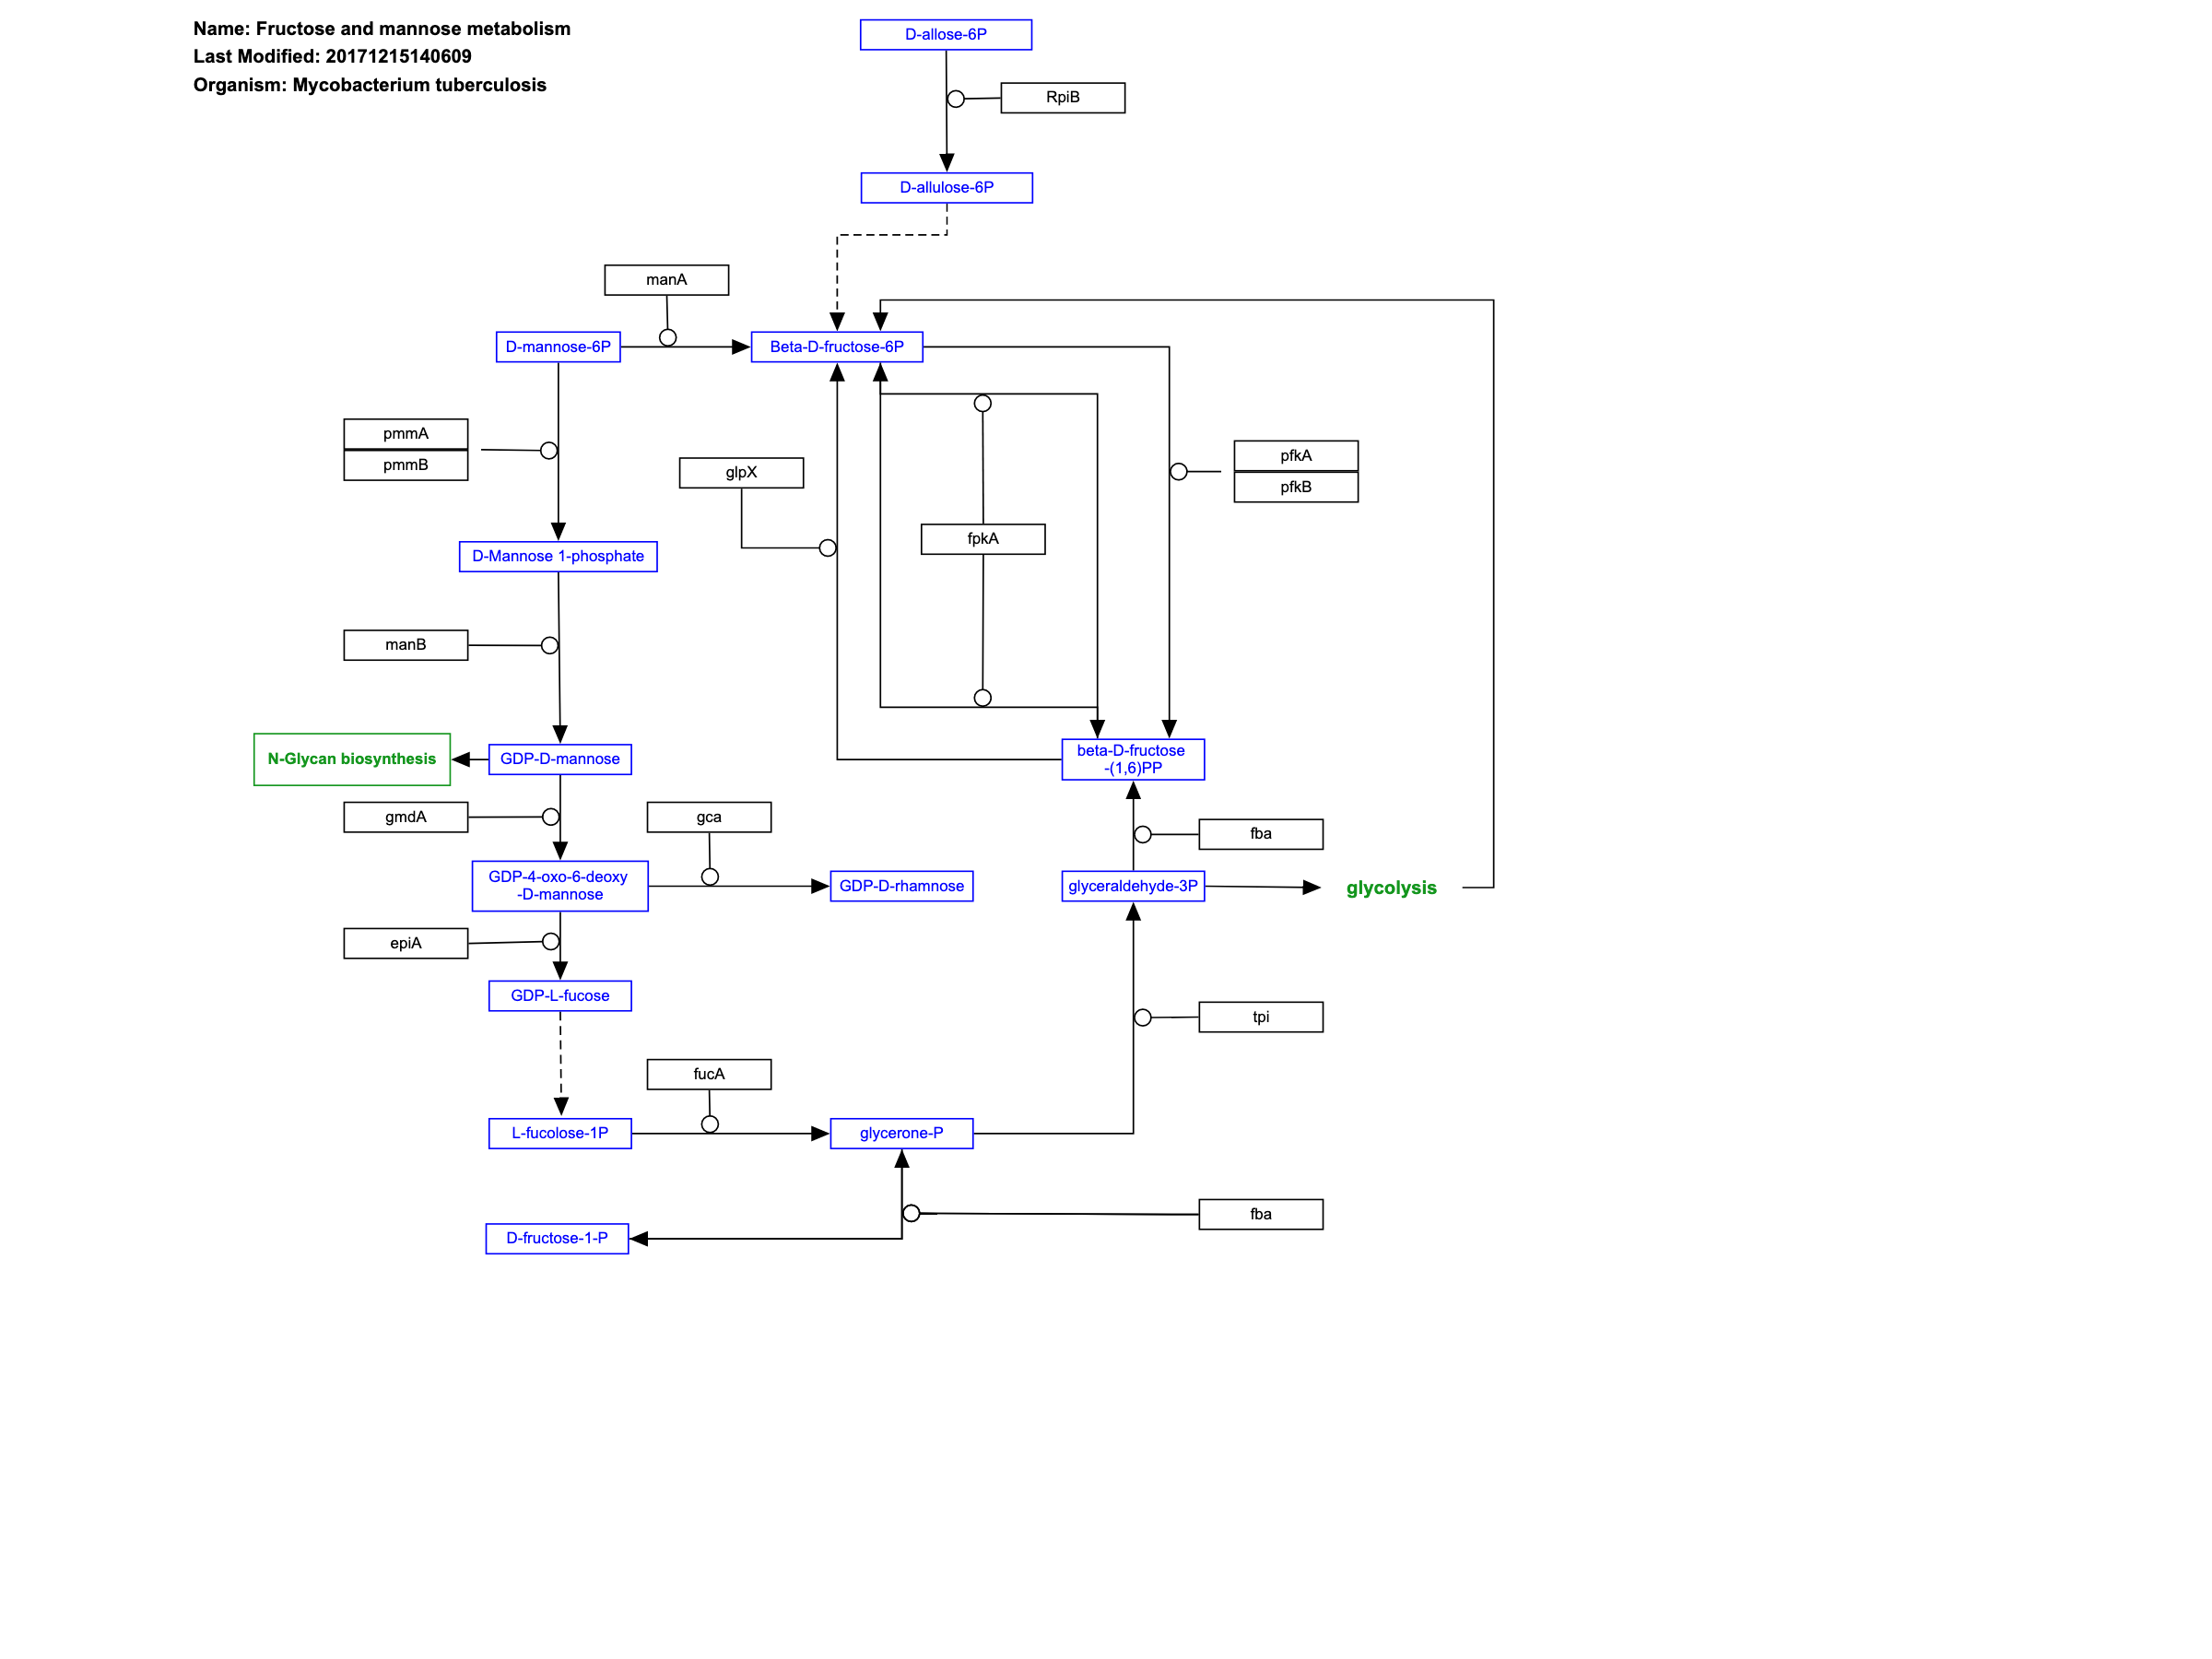 Name: Fructose and mannose metabolism
Last Modified: 20171215140609
Organism: Mycobacterium tuberculosis
D-allose-6P
RpiB
D-allulose-6P
manA
D-mannose-6P
Beta-D-fructose-6P
pmmA
pmmB
glpX
pfkA
pfkB
fpkA
D-Mannose 1-phosphate
manB
N-Glycan biosynthesis
GDP-D-mannose
beta-D-fructose
-(1,6)PP
gmdA
gca
fba
GDP-4-oxo-6-deoxy
-D-mannose
GDP-D-rhamnose
glyceraldehyde-3P
glycolysis
epiA
GDP-L-fucose
tpi
fucA
L-fucolose-1P
glycerone-P
fba
D-fructose-1-P